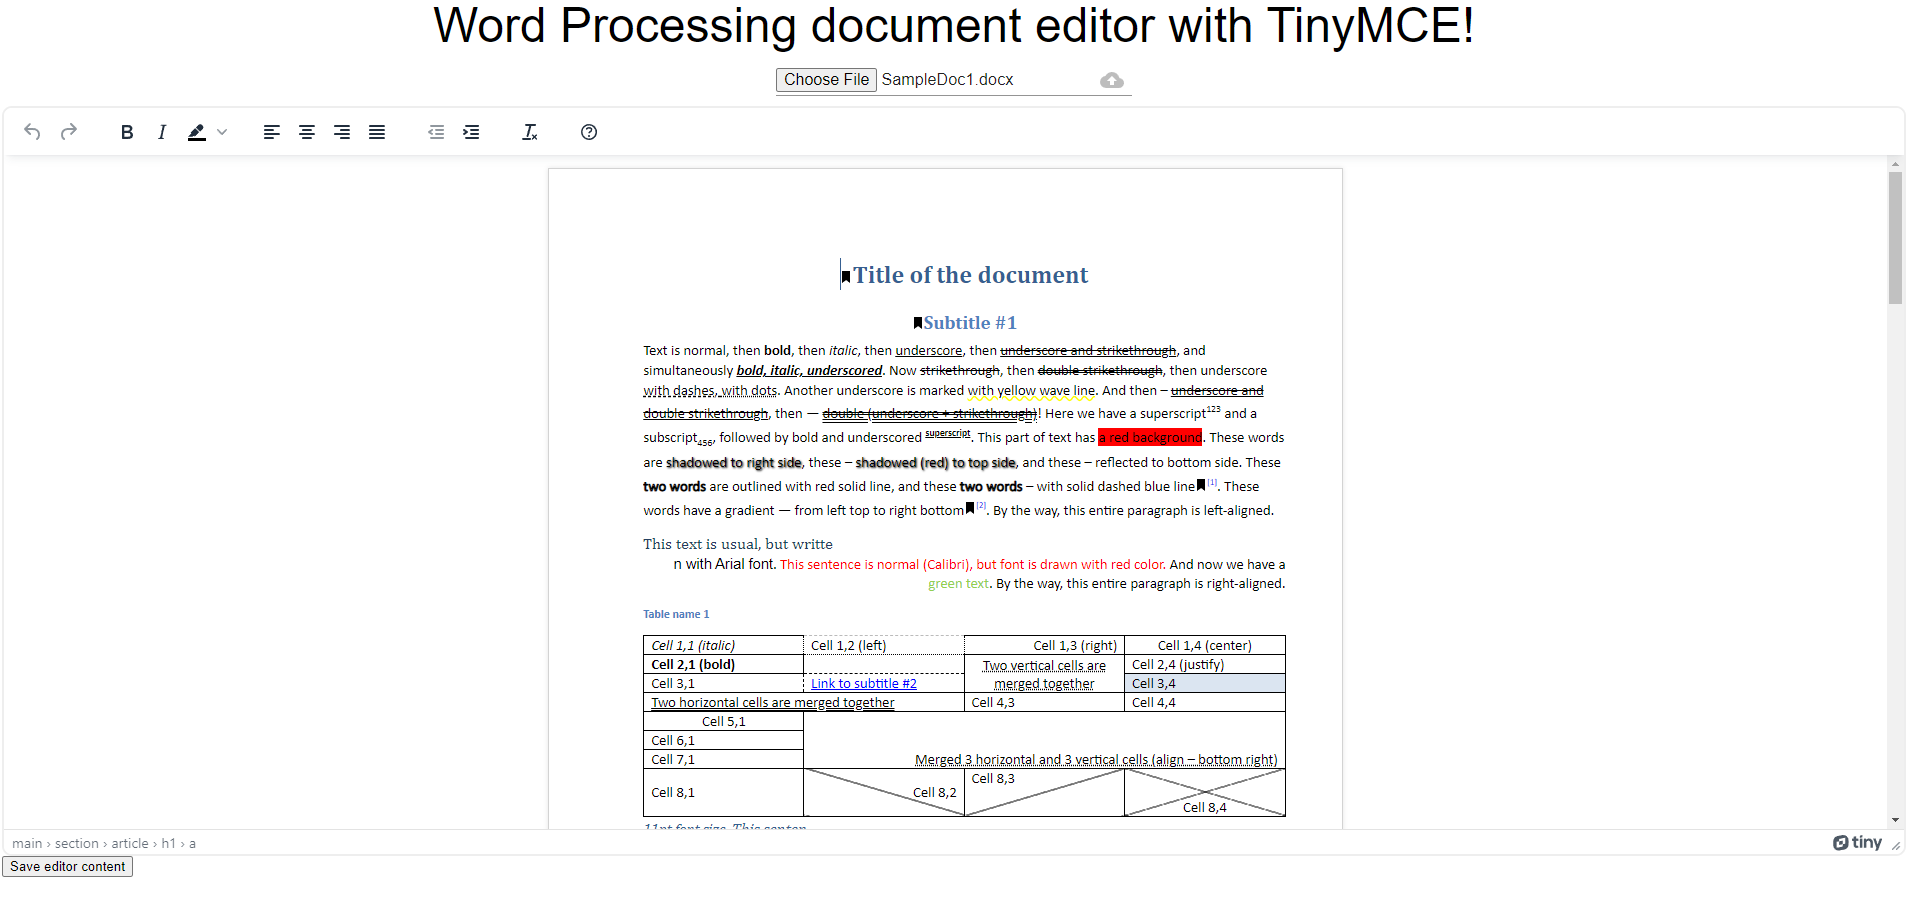 Word Processing document editor with TinyMCE!
Choose File SampleDoc1.docx
Title of the document
Subtitle #1
Text is normal, then bold, then italic, then underscore, then underscore and strikethrough, and
simultaneously bold, italic, underscored. Now strikethrough, then double strikethrough, then underscore
with dashes, with dots. Another underscore is marked with yellow wave line. And then – underscore and
double strikethrough, then — double (underscore + strikethrough)! Here we have a superscript123 and a
subscript456, followed by bold and underscored superscript. This part of text has a red background. These words
are shadowed to right side, these – shadowed (red) to top side, and these – reflected to bottom side. These
two words are outlined with red solid line, and these two words – with solid dashed blue line[1]. These
words have a gradient — from left top to right bottom[2]. By the way, this entire paragraph is left-aligned.
This text is usual, but writte
n with Arial font. This sentence is normal (Calibri), but font is drawn with red color. And now we have a
green text. By the way, this entire paragraph is right-aligned.
Table name 1
Cell 1,1 (italic) Cell 1,2 (left) Cell 1,3 (right) Cell 1,4 (center)
Cell 2,1 (bold) Two vertical cells are Cell 2,4 (justify)
Cell 3,1 Link to subtitle #2 merged together Cell 3,4
Two horizontal cells are merged together Cell 4,3 Cell 4,4
Cell 5,1
Cell 6,1
Cell 7,1 Merged 3 horizontal and 3 vertical cells (align – bottom right)
Cell 8,1 Cell 8,2 Cell 8,3 Cell 8,4
11pt font size. This senten
main › section › article › h1 › a
tiny
Save editor content